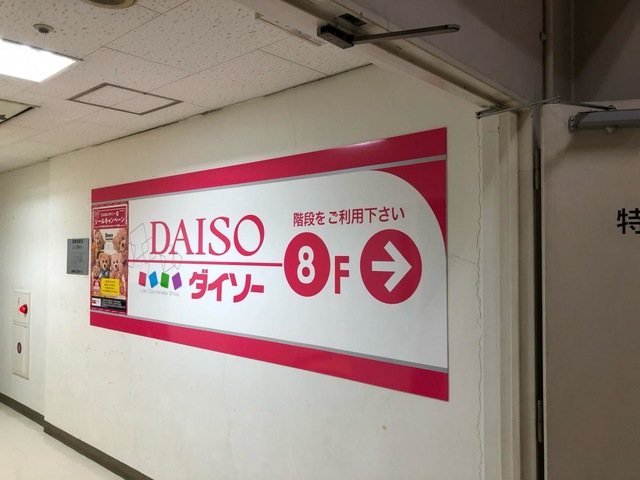 DAISO
ダイソー
階段をご利用下さい
8F
シールキャンペーン
特